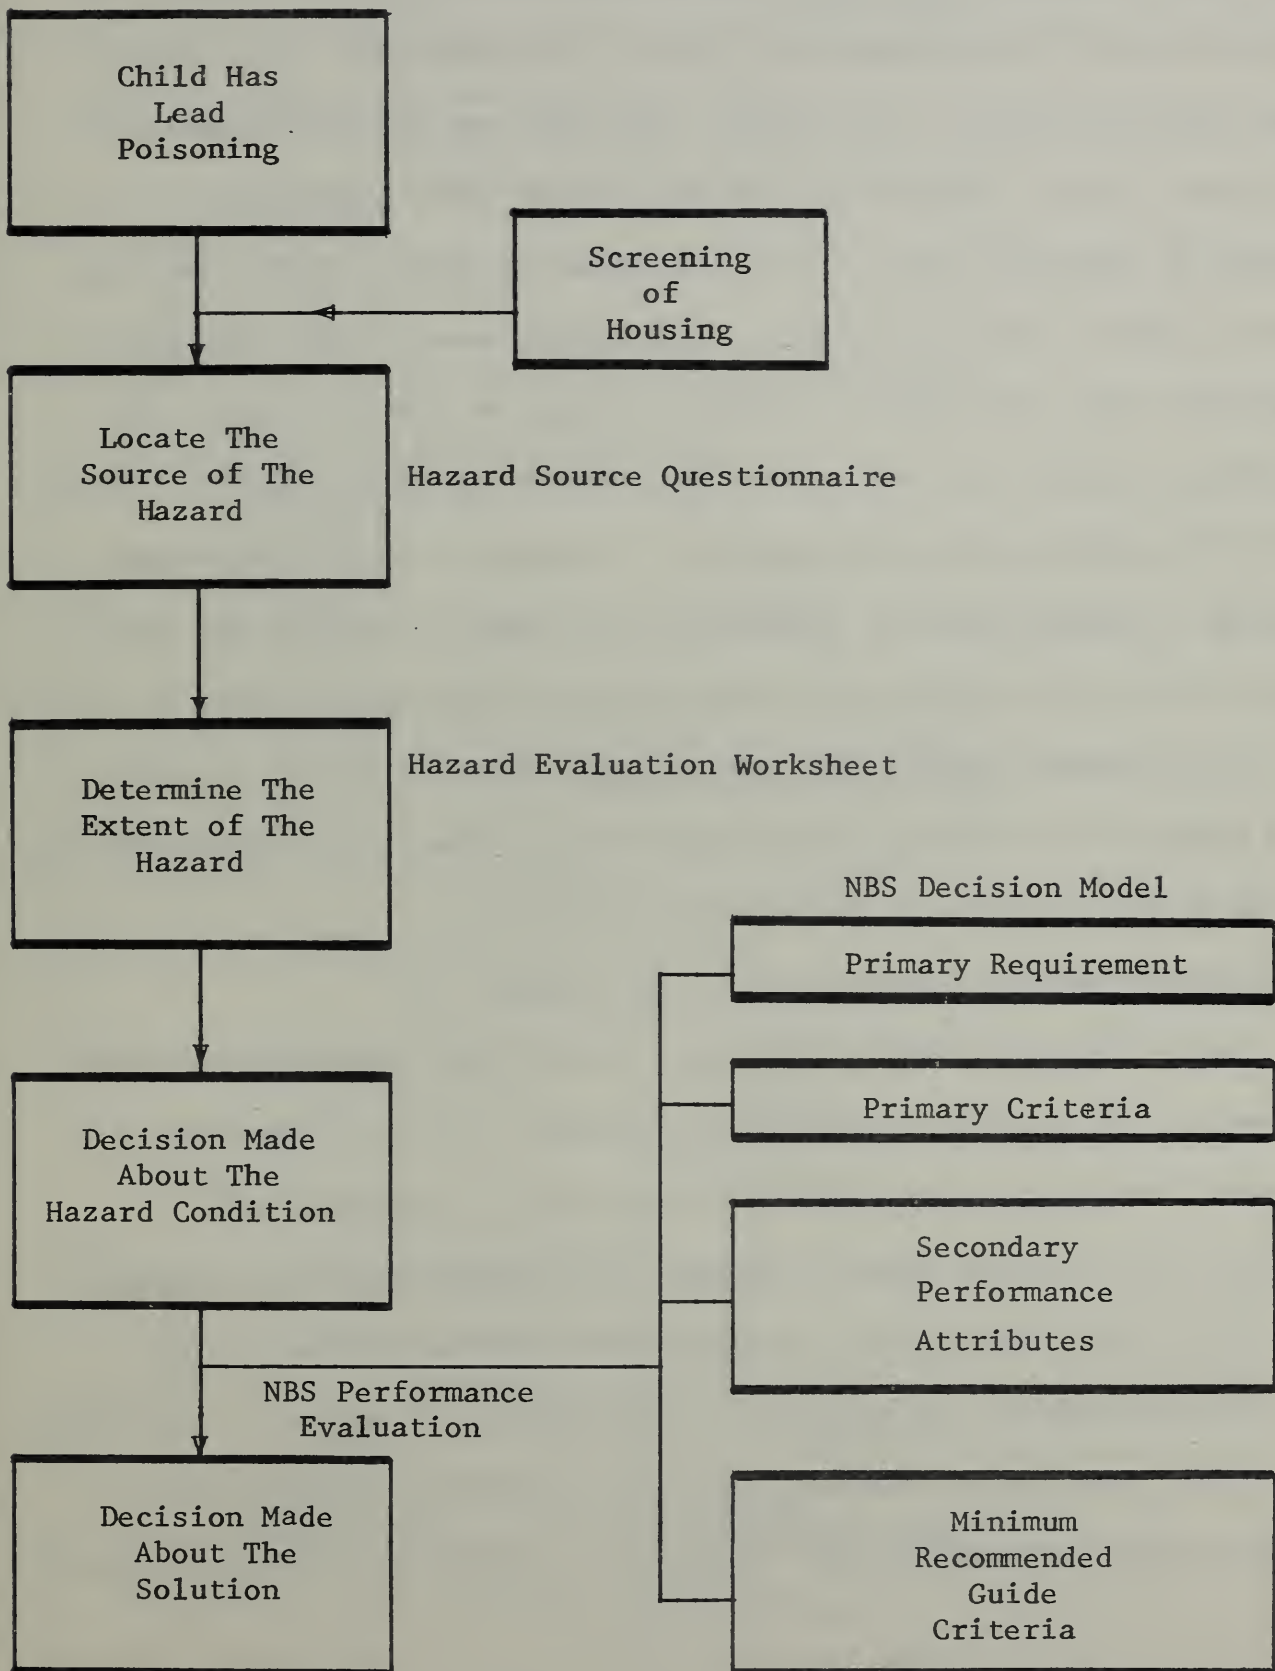 Child Has
Lead
Poisoning
Screening
of
Housing
Locate The
Source of The
Hazard
Hazard Source Questionnaire
Determine The
Extent of The
Hazard
Hazard Evaluation Worksheet
NBS Decision Model
Primary Requirement
Primary Criteria
Decision Made
About The
Hazard Condition
Secondary
Performance
Attributes
NBS Performance
Evaluation
Decision Made
About The
Solution
Minimum
Recommended
Guide
Criteria